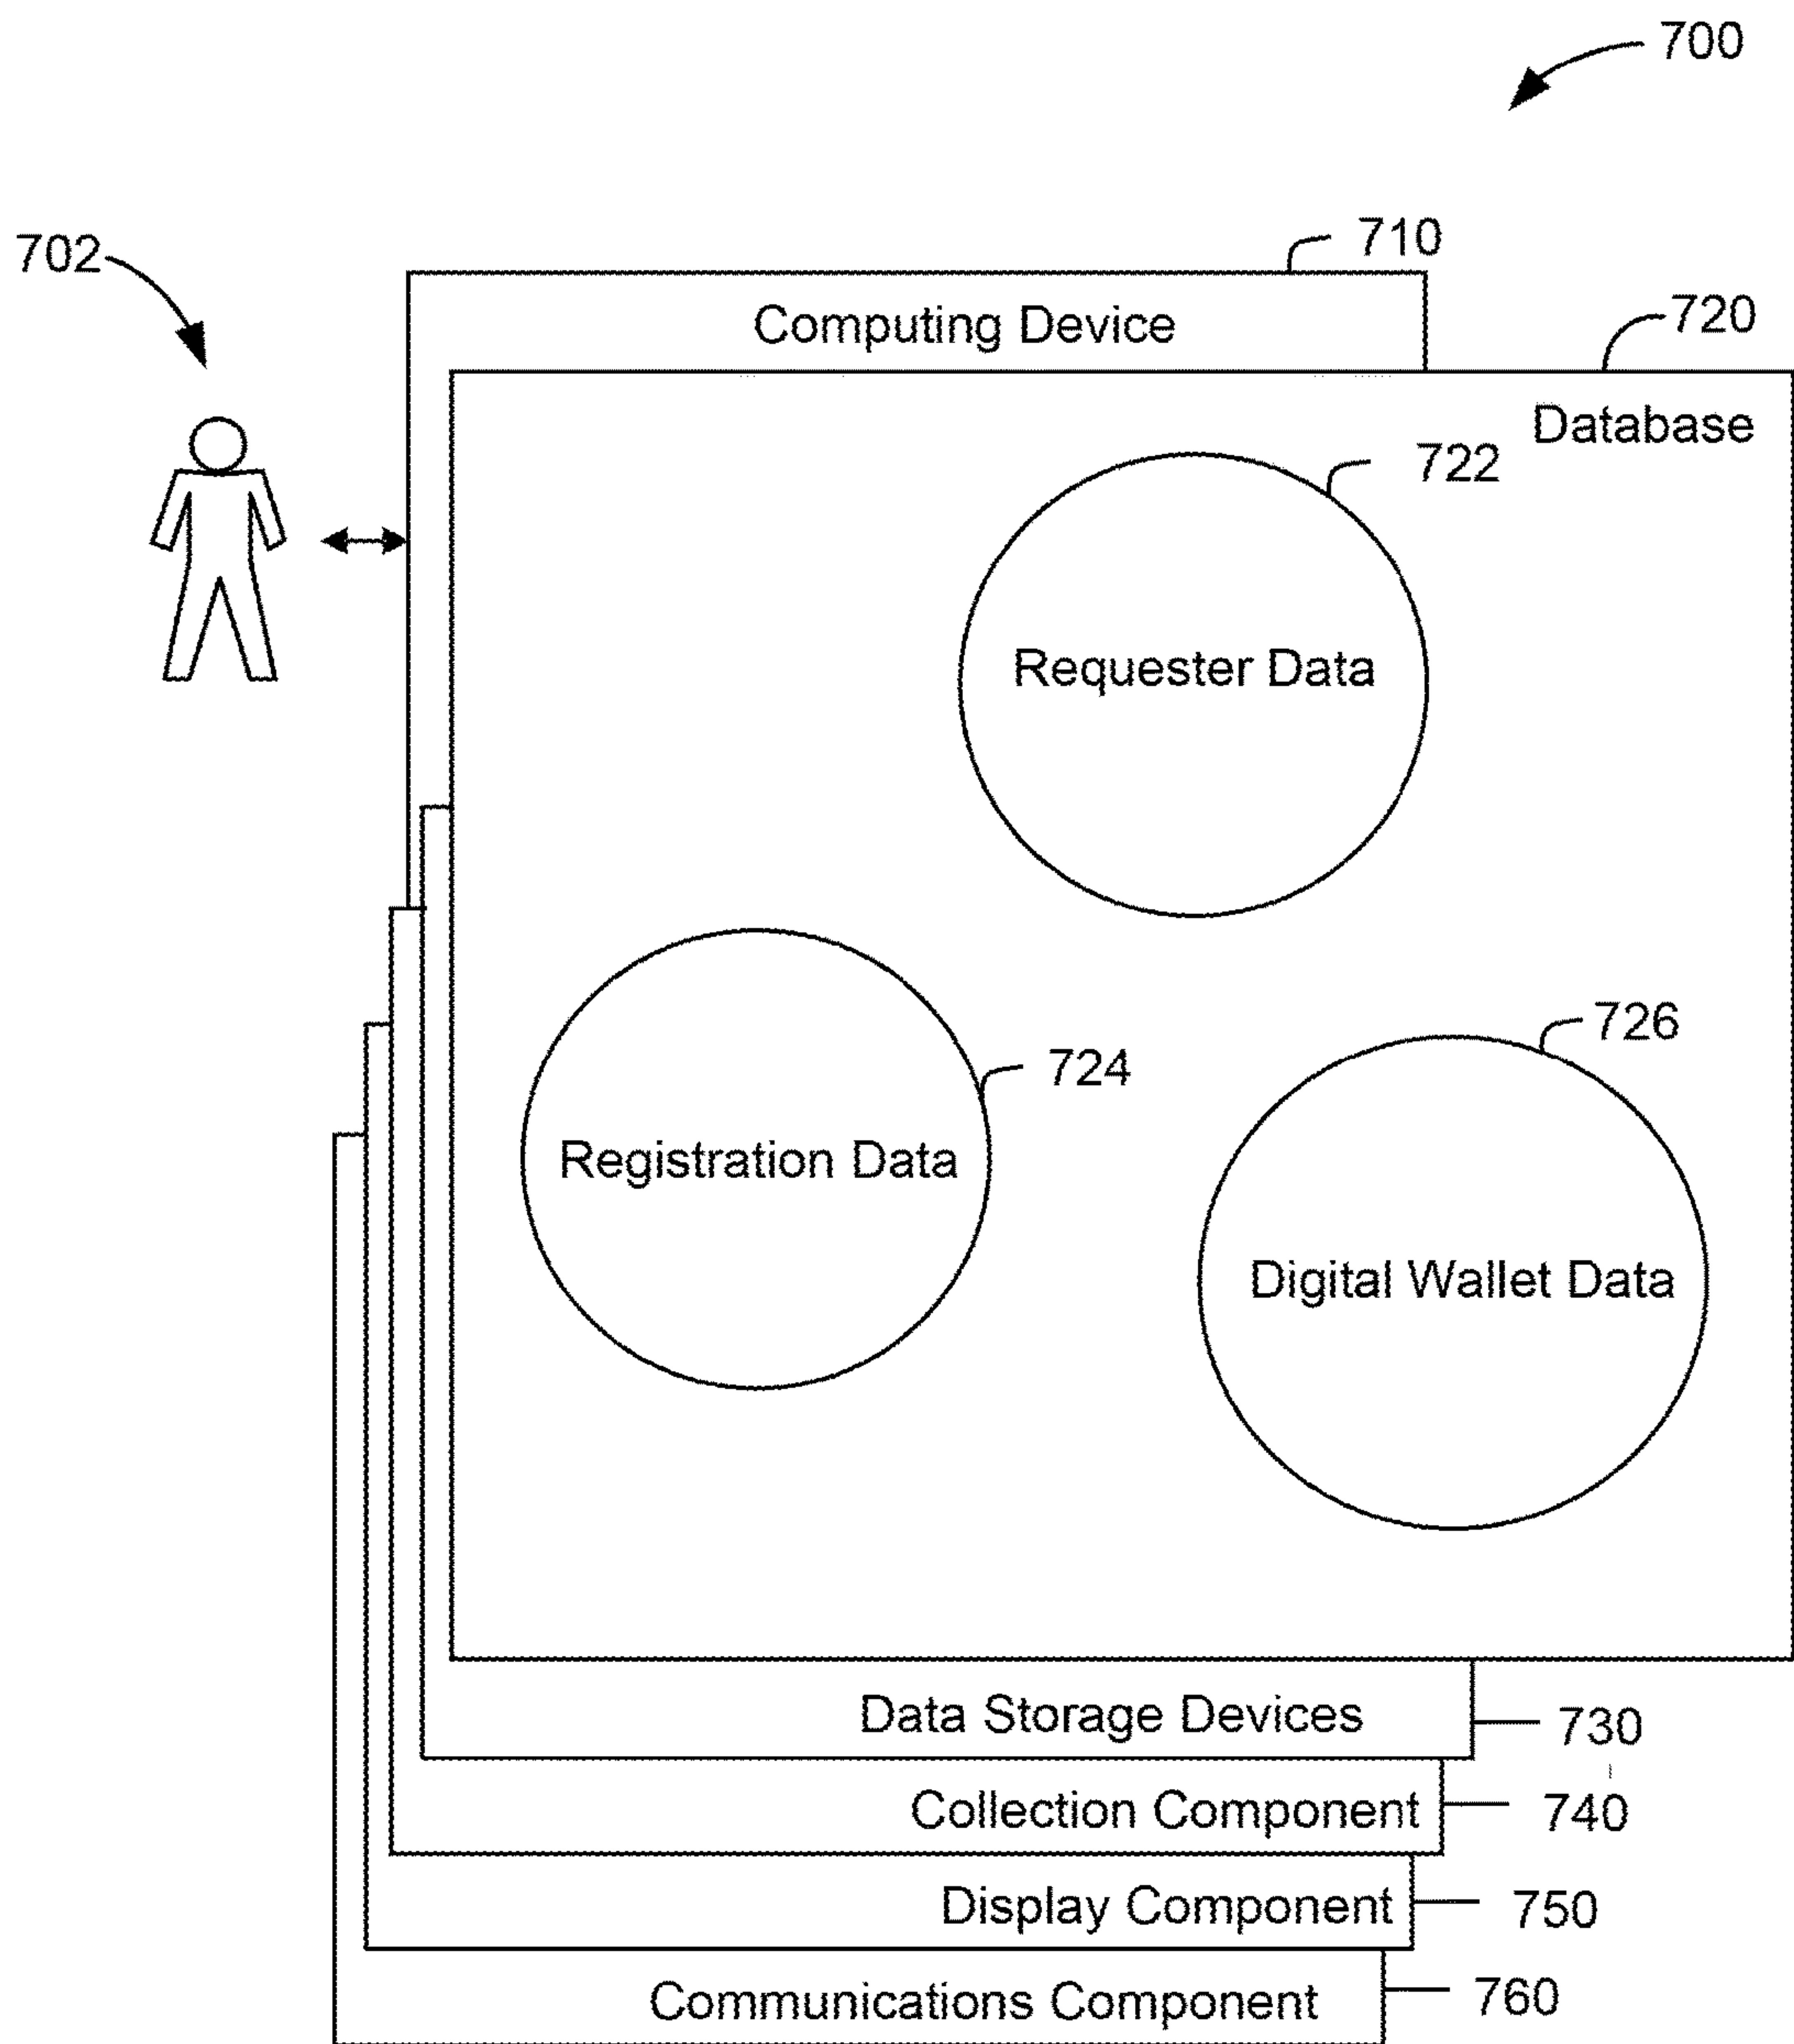 700
702
710
Computing Device
720
Database
722
Requester Data
726
724
Registration Data
Digital Wallet Data
Data Storage Devices
730
Collection Component
740
Display Component
750
Communications Component
760